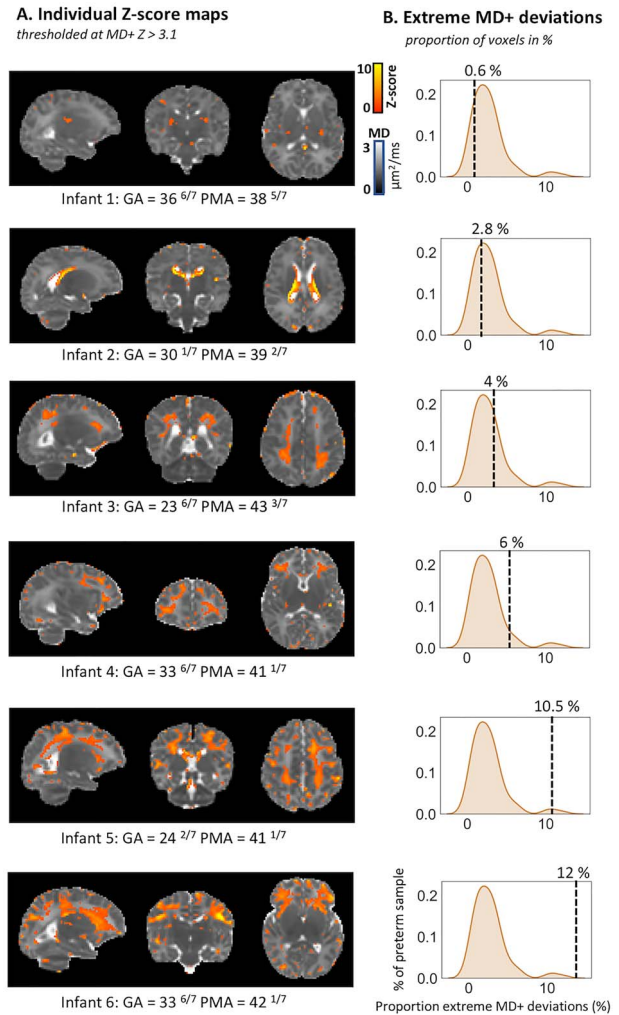 A. Individual Z-score maps
thresholded at MD+ Z > 3.1
B. Extreme MD+ deviations
proportion of voxels in %
10
0
Z-score
MD
3
0
μm²/ms
Infant 1: GA = 36 6/7 PMA = 38 5/7
0.6 %
0.2
0.1
0.0
0
10
Infant 2: GA = 30 1/7 PMA = 39 2/7
2.8 %
0.2
0.1
0.0
0
10
Infant 3: GA = 23 6/7 PMA = 43 3/7
4 %
0.2
0.1
0.0
0
10
Infant 4: GA = 33 6/7 PMA = 41 1/7
6 %
0.2
0.1
0.0
0
10
Infant 5: GA = 24 2/7 PMA = 41 1/7
10.5 %
0.2
0.1
0.0
0
10
Infant 6: GA = 33 6/7 PMA = 42 1/7
12 %
% of preterm sample
0.2
0.1
0.0
0
10
Proportion extreme MD+ deviations (%)